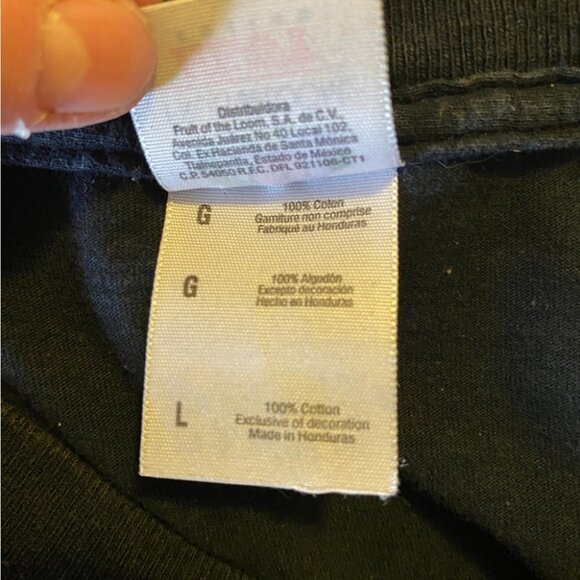 Distribuidora
Fruit of the Loom, S.A. de C.V.
Avenida Juárez No 40 Local 102,
Col. ExHacienda de Santa Mónica
Tlalnepantla, Estado de México
C.P. 54050 R.F.C. DFL 921106-CT1
G 100% Coton
Garniture non comprise
Fabriqué au Honduras
G 100% Algodón
Excepto decoración
Hecho en Honduras
L 100% Cotton
Exclusive of decoration
Made in Honduras